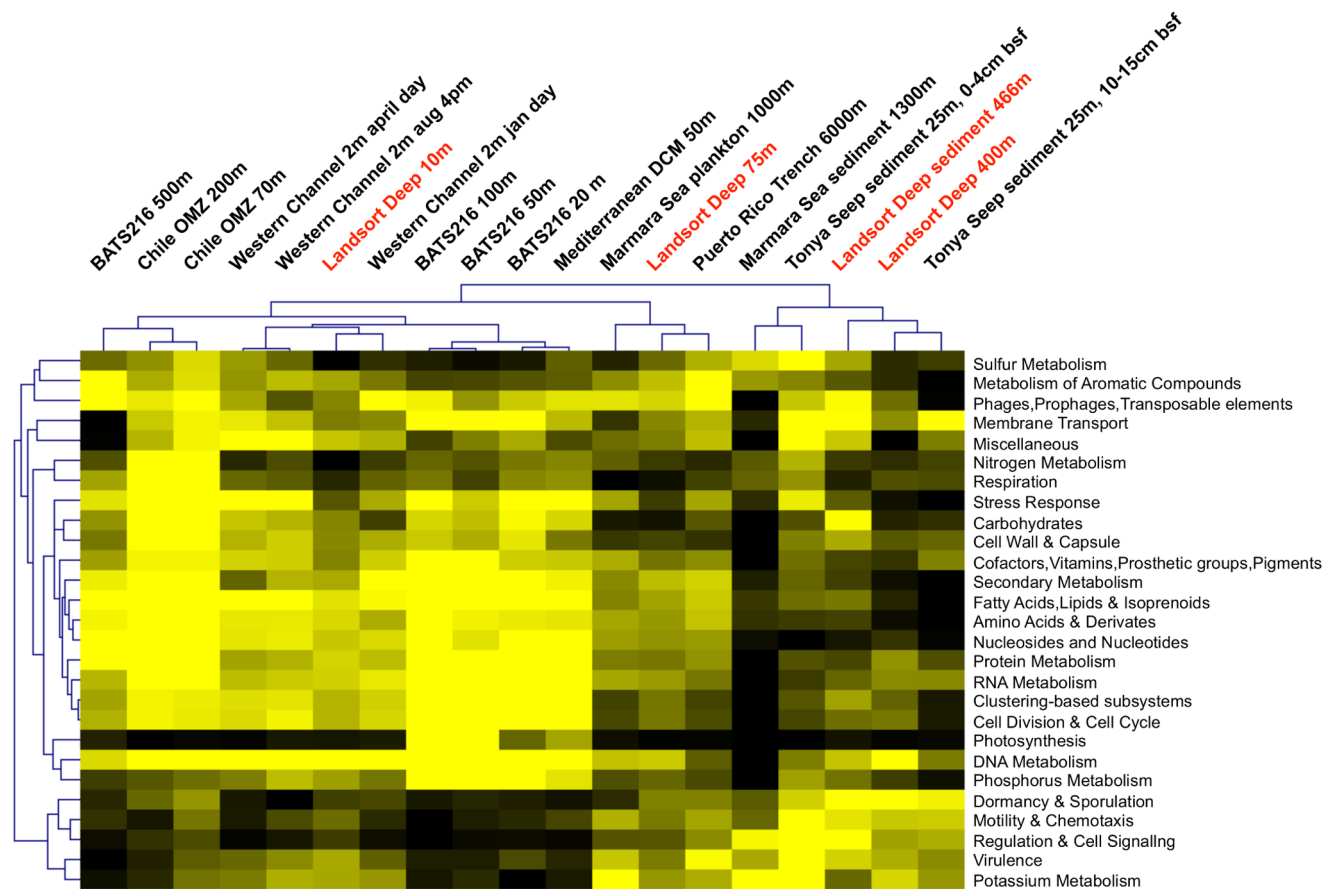 BATS216 500m
Chile OMZ 200m
Chile OMZ 70m
Western Channel 2m april day
Western Channel 2m aug 4pm
Landsort Deep 10m
Western Channel 2m jan day
BATS216 100m
BATS216 50m
BATS216 20 m
Mediterranean DCM 50m
Marmara Sea plankton 1000m
Landsort Deep 75m
Puerto Rico Trench 6000m
Marmara Sea sediment 1300m
Tonya Seep sediment 25m, 0-4cm bsf
Landsort Deep sediment 466m
Landsort Deep 400m
Tonya Seep sediment 25m, 10-15cm bsf
Sulfur Metabolism
Metabolism of Aromatic Compounds
Phages,Prophages,Transposable elements
Membrane Transport
Miscellaneous
Nitrogen Metabolism
Respiration
Stress Response
Carbohydrates
Cell Wall & Capsule
Cofactors,Vitamins,Prosthetic groups,Pigments
Secondary Metabolism
Fatty Acids,Lipids & Isoprenoids
Amino Acids & Derivates
Nucleosides and Nucleotides
Protein Metabolism
RNA Metabolism
Clustering-based subsystems
Cell Division & Cell Cycle
Photosynthesis
DNA Metabolism
Phosphorus Metabolism
Dormancy & Sporulation
Motility & Chemotaxis
Regulation & Cell Signallng
Virulence
Potassium Metabolism